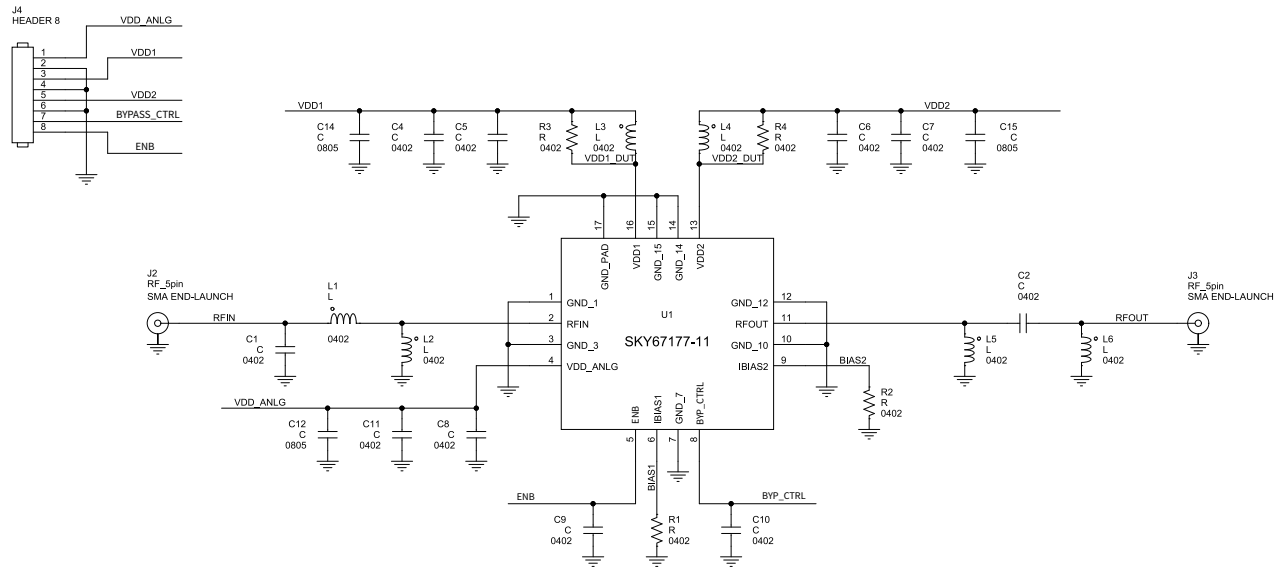 J4
HEADER 8
VDD_ANLG
1
2
VDD1
3
4
5
VDD2
6
7
BYPASS_CTRL
8
ENB
VDD1
C14
C
0805
C4
C
0402
C5
C
0402
R3
R
0402
L3
L
0402
VDD1_DUT
L4
L
0402
VDD2_DUT
R4
R
0402
VDD2
C6
C
0402
C7
C
0402
C15
C
0805
17
16
15
14
13
GND_PAD
VDD1
GND_15
GND_14
VDD2
J2
RF_5pin
SMA END-LAUNCH
RFIN
C1
C
0402
L1
L
0402
L2
L
0402
1
GND_1
2
RFIN
3
GND_3
4
VDD_ANLG
U1
SKY67177-11
GND_12
12
RFOUT
11
GND_10
10
IBIAS2
9
BIAS2
R2
R
0402
C2
C
0402
L5
L
0402
L6
L
0402
RFOUT
J3
RF_5pin
SMA END-LAUNCH
VDD_ANLG
C12
C
0805
C11
C
0402
C8
C
0402
ENB
IBIAS1
GND_7
BYP_CTRL
5
6
7
8
ENB
C9
C
0402
BIAS1
R1
R
0402
BYP_CTRL
C10
C
0402